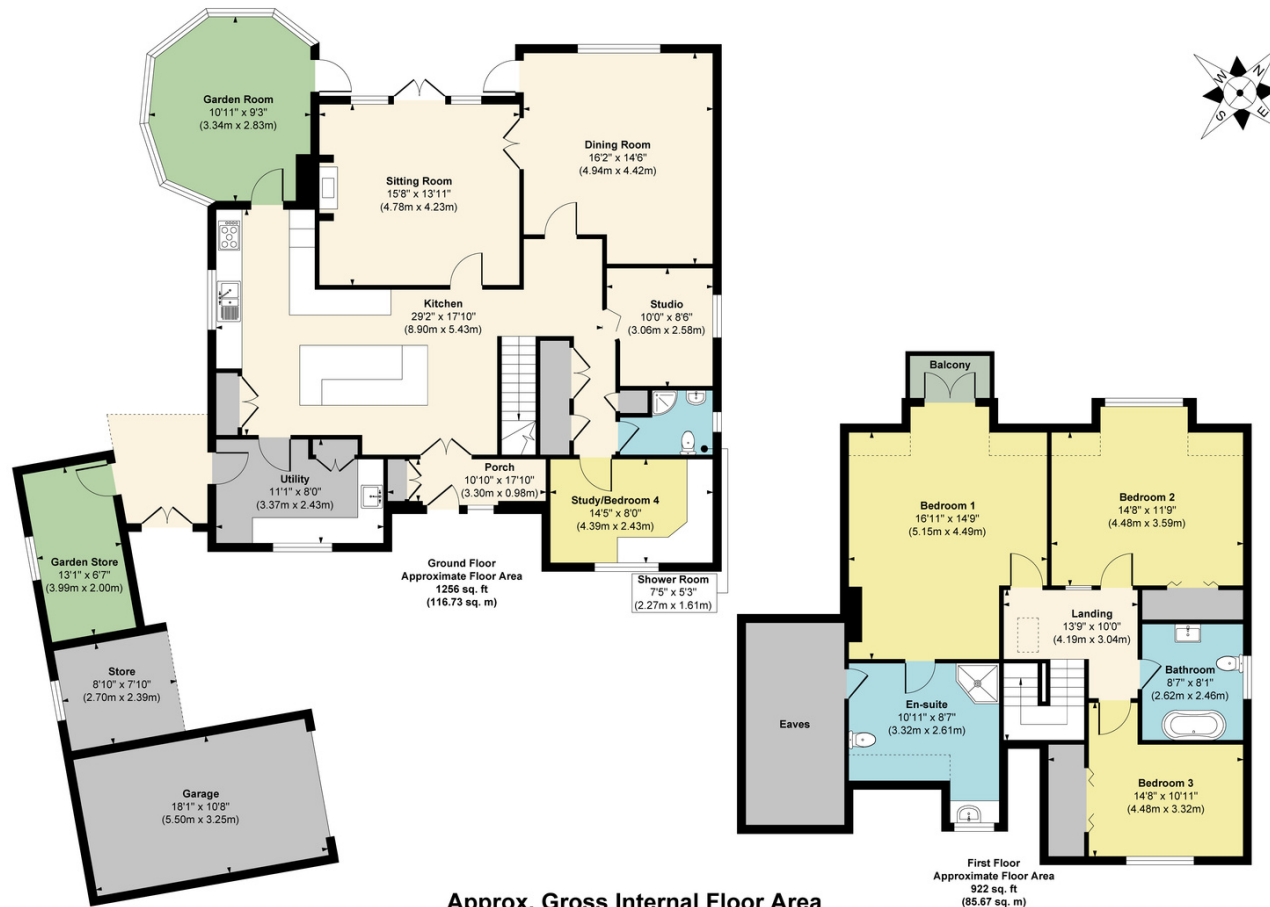 Garden Room
10'11" x 9'3"
(3.34m x 2.83m)
Sitting Room
15'8" x 13'11"
(4.78m x 4.23m)
Dining Room
16'2" x 14'6"
(4.94m x 4.42m)
Kitchen
29'2" x 17'10"
(8.90m x 5.43m)
Studio
10'0" x 8'6"
(3.06m x 2.58m)
Utility
11'1" x 8'0"
(3.37m x 2.43m)
Porch
10'10" x 17'10"
(3.30m x 0.98m)
Study/Bedroom 4
14'5" x 8'0"
(4.39m x 2.43m)
Shower Room
7'5" x 5'3"
(2.27m x 1.61m)
Ground Floor
Approximate Floor Area
1256 sq. ft
(116.73 sq. m)
Garden Store
13'1" x 6'7"
(3.99m x 2.00m)
Store
8'10" x 7'10"
(2.70m x 2.39m)
Garage
18'1" x 10'8"
(5.50m x 3.25m)
N
E
S
W
Balcony
Bedroom 1
16'11" x 14'9"
(5.15m x 4.49m)
Bedroom 2
14'8" x 11'9"
(4.48m x 3.59m)
Landing
13'9" x 10'0"
(4.19m x 3.04m)
Bathroom
8'7" x 8'1"
(2.62m x 2.46m)
En-suite
10'11" x 8'7"
(3.32m x 2.61m)
Eaves
Bedroom 3
14'8" x 10'11"
(4.48m x 3.32m)
First Floor
Approximate Floor Area
922 sq. ft
(85.67 sq. m)
Approx. Gross Internal Floor Area